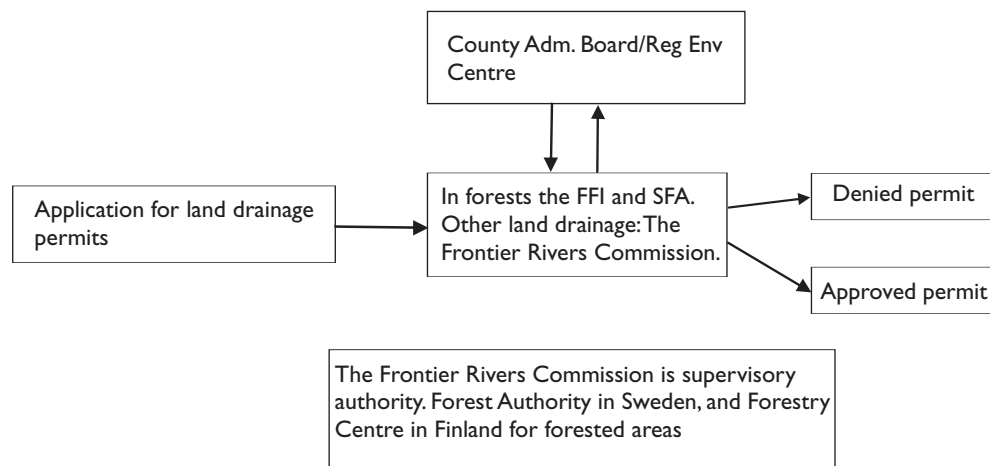 County Adm. Board/Reg Env
Centre
Application for land drainage
permits
In forests the FFI and SFA.
Other land drainage: The
Frontier Rivers Commission.
Denied permit
Approved permit
The Frontier Rivers Commission is supervisory
authority. Forest Authority in Sweden, and Forestry
Centre in Finland for forested areas